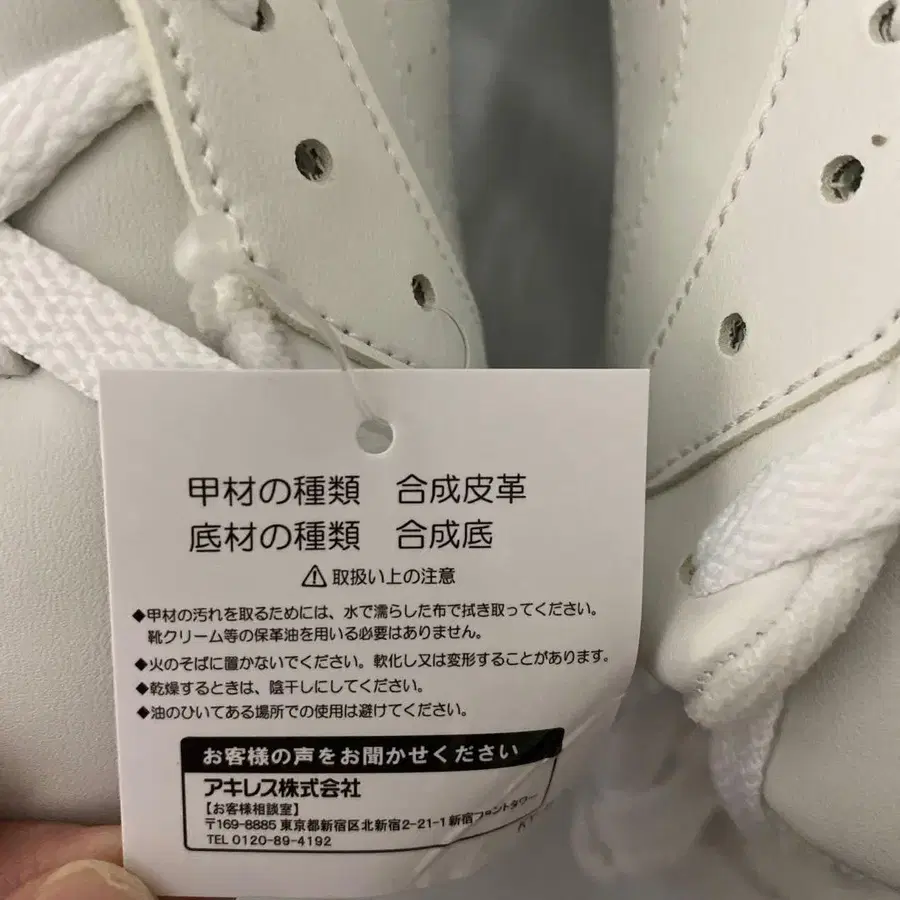 甲材の種類　合成皮革
底材の種類　合成底
⚠取扱い上の注意
◆甲材の汚れを取るためには、水で濡らした布で拭き取ってください。
靴クリーム等の保革油を用いる必要はありません。
◆火のそばに置かないでください。軟化し又は変形することがあります。
◆乾燥するときは、陰干しにしてください。
◆油のひいてある場所での使用は避けてください。
お客様の声をお聞かせください
アキレス株式会社
【お客様相談室】
〒169-8885 東京都新宿区北新宿2-21-1 新宿フロントタワー
TEL 0120-89-4192